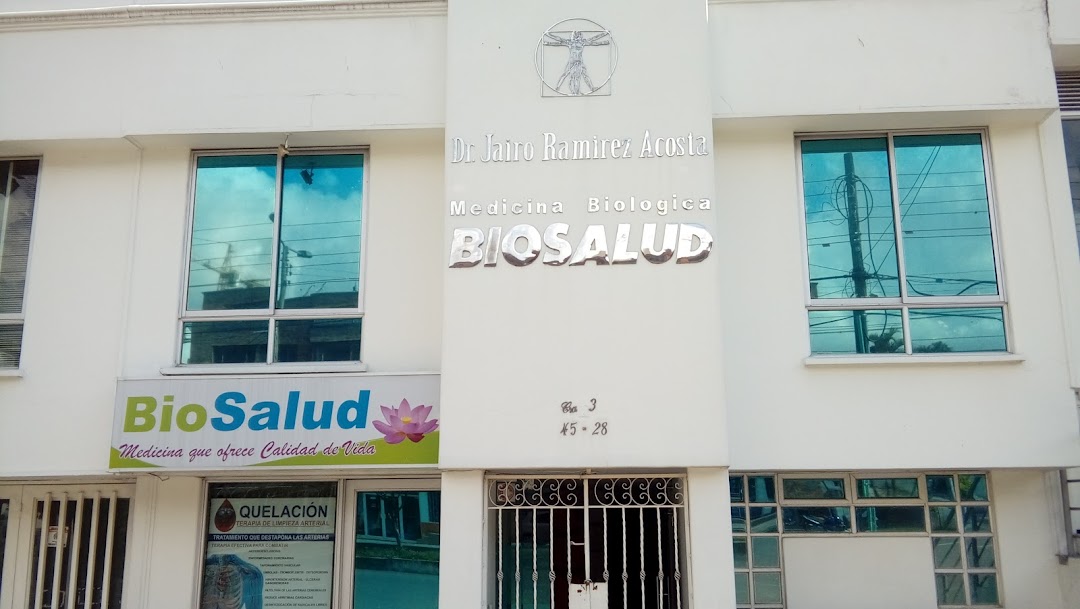 Dr. Jairo Ramirez Acosta
Medicina Biologica
BIOSALUD
Cra 3
45 - 28
BioSalud
Medicina que ofrece Calidad de Vida
QUELACIÓN
TERAPIA DE LIMPIEZA ARTERIAL
TRATAMIENTO QUE DESTAPONA LAS ARTERIAS